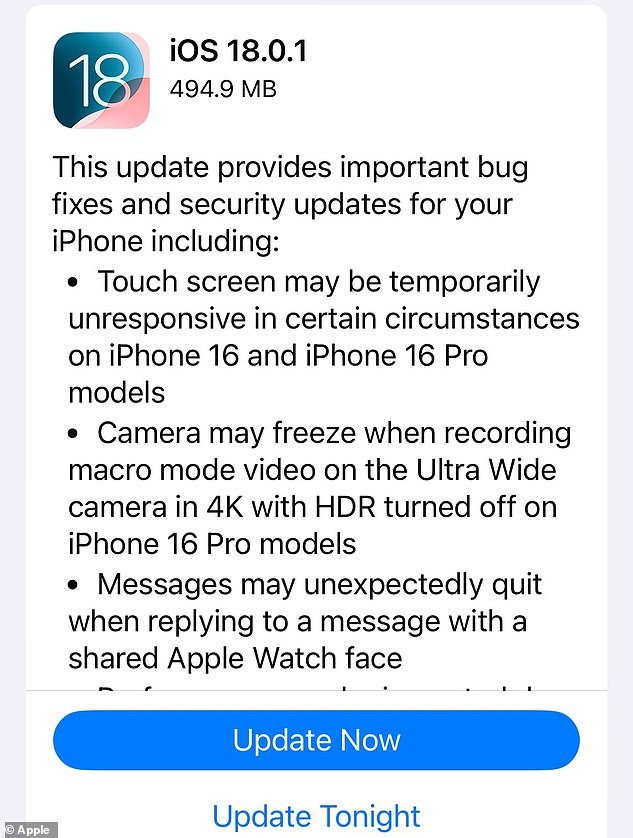 18
iOS 18.0.1
494.9 MB
This update provides important bug
fixes and security updates for your
iPhone including:
• Touch screen may be temporarily
unresponsive in certain circumstances
on iPhone 16 and iPhone 16 Pro
models
• Camera may freeze when recording
macro mode video on the Ultra Wide
camera in 4K with HDR turned off on
iPhone 16 Pro models
• Messages may unexpectedly quit
when replying to a message with a
shared Apple Watch face
Update Now
Update Tonight
© Apple